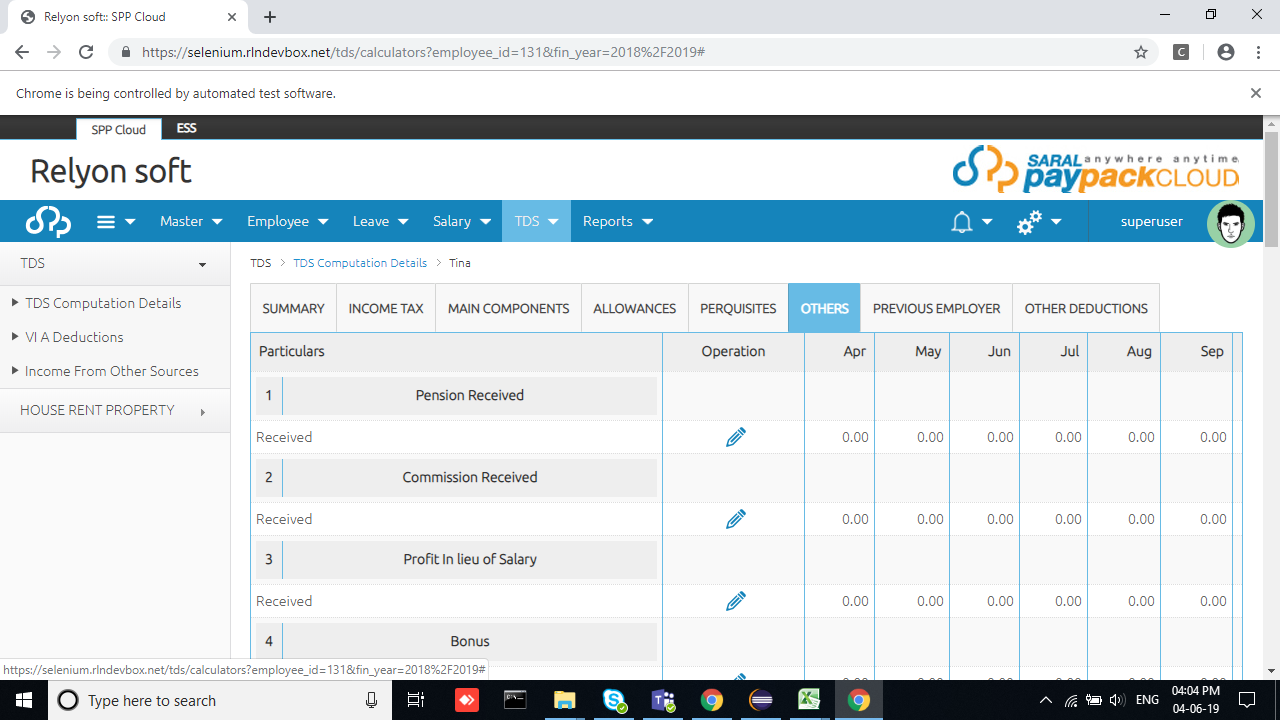 Relyon soft:: SPP Cloud
https://selenium.rlndevbox.net/tds/calculators?employee_id=131&fin_year=2018%2F2019#
C
Chrome is being controlled by automated test software.
SPP Cloud ESS
Relyon soft
SARAL anywhere anytime
paypackCLOUD
Master Employee Leave Salary TDS Reports superuser
TDS
TDS Computation Details
VI A Deductions
Income From Other Sources
HOUSE RENT PROPERTY
TDS > TDS Computation Details > Tina
SUMMARY INCOME TAX MAIN COMPONENTS ALLOWANCES PERQUISITES OTHERS PREVIOUS EMPLOYER OTHER DEDUCTIONS
Particulars Operation Apr May Jun Jul Aug Sep
1 Pension Received
Received 0.00 0.00 0.00 0.00 0.00 0.00
2 Commission Received
Received 0.00 0.00 0.00 0.00 0.00 0.00
3 Profit In lieu of Salary
Received 0.00 0.00 0.00 0.00 0.00 0.00
4 Bonus
https://selenium.rlndevbox.net/tds/calculators?employee_id=131&fin_year=2018%2F2019#
Type here to search
ENG
04:04 PM
04-06-19